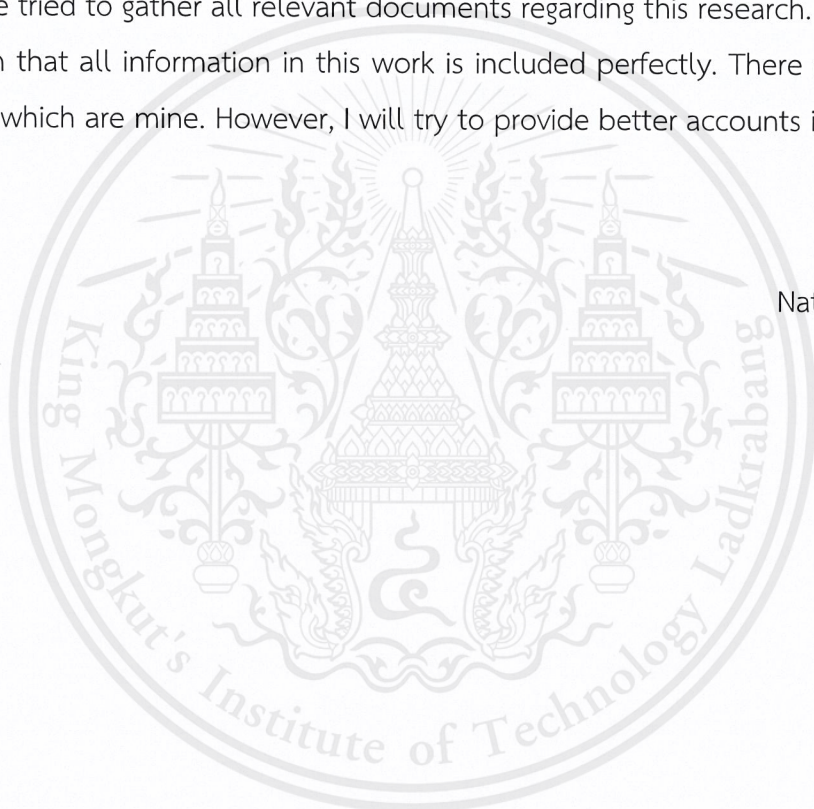 e tried to gather all relevant documents regarding this research.
n that all information in this work is included perfectly. There
which are mine. However, I will try to provide better accounts i
Nat
King Mongkut's Institute of Technology Ladkrabang